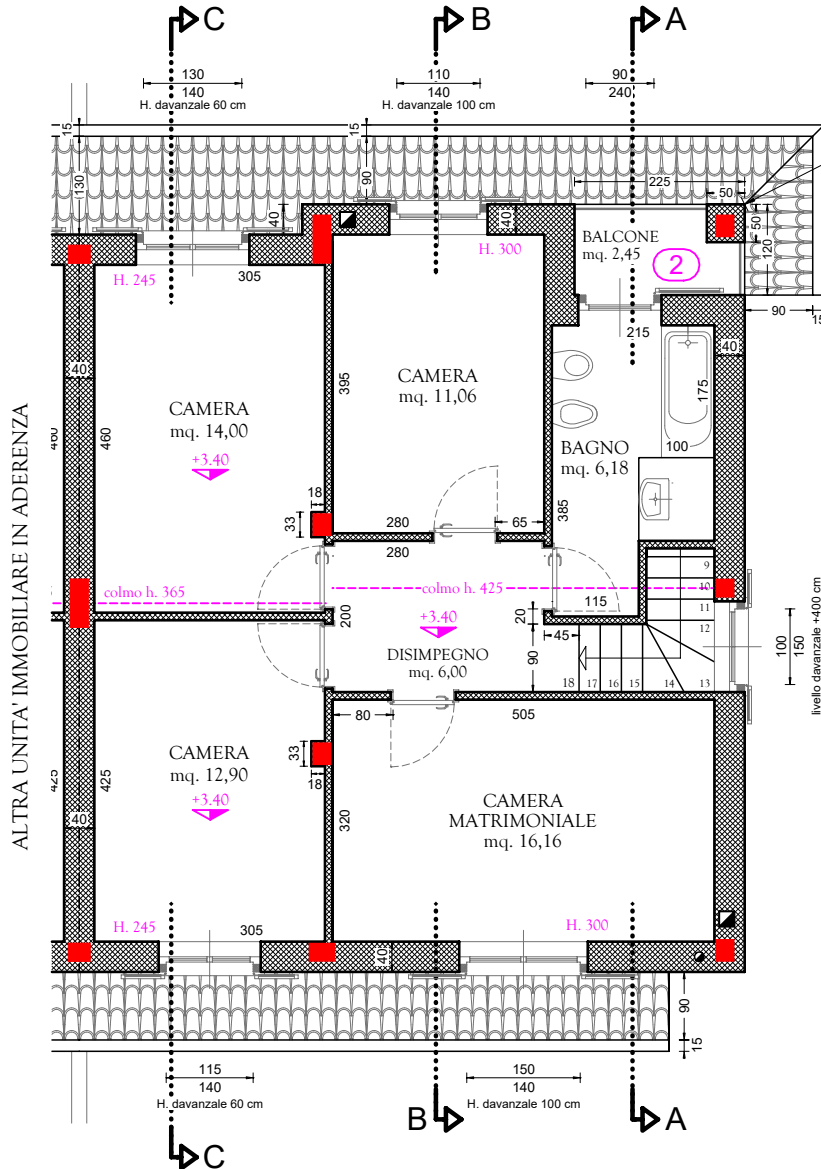 C
B
A
130
140
H. davanzale 60 cm
110
140
H. davanzale 100 cm
90
240
15
15
130
90
225
50
40
40
50
120
BALCONE
mq. 2,45
2
H. 245
305
H. 300
215
90
15
40
40
395
175
CAMERA
mq. 14,00
CAMERA
mq. 11,06
BAGNO
mq. 6,18
100
460
460
+3.40
18
33
280
65
385
280
9
10
11
12
13
14
15
16
17
18
colmo h. 365
colmo h. 425
115
200
20
45
90
+3.40
DISIMPEGNO
mq. 6,00
100
150
livello davanzale +400 cm
ALTRA UNITA' IMMOBILIARE IN ADERENZA
80
505
33
18
CAMERA
mq. 12,90
+3.40
425
425
40
320
CAMERA
MATRIMONIALE
mq. 16,16
H. 245
305
H. 300
40
90
15
115
140
H. davanzale 60 cm
150
140
H. davanzale 100 cm
B
A
C